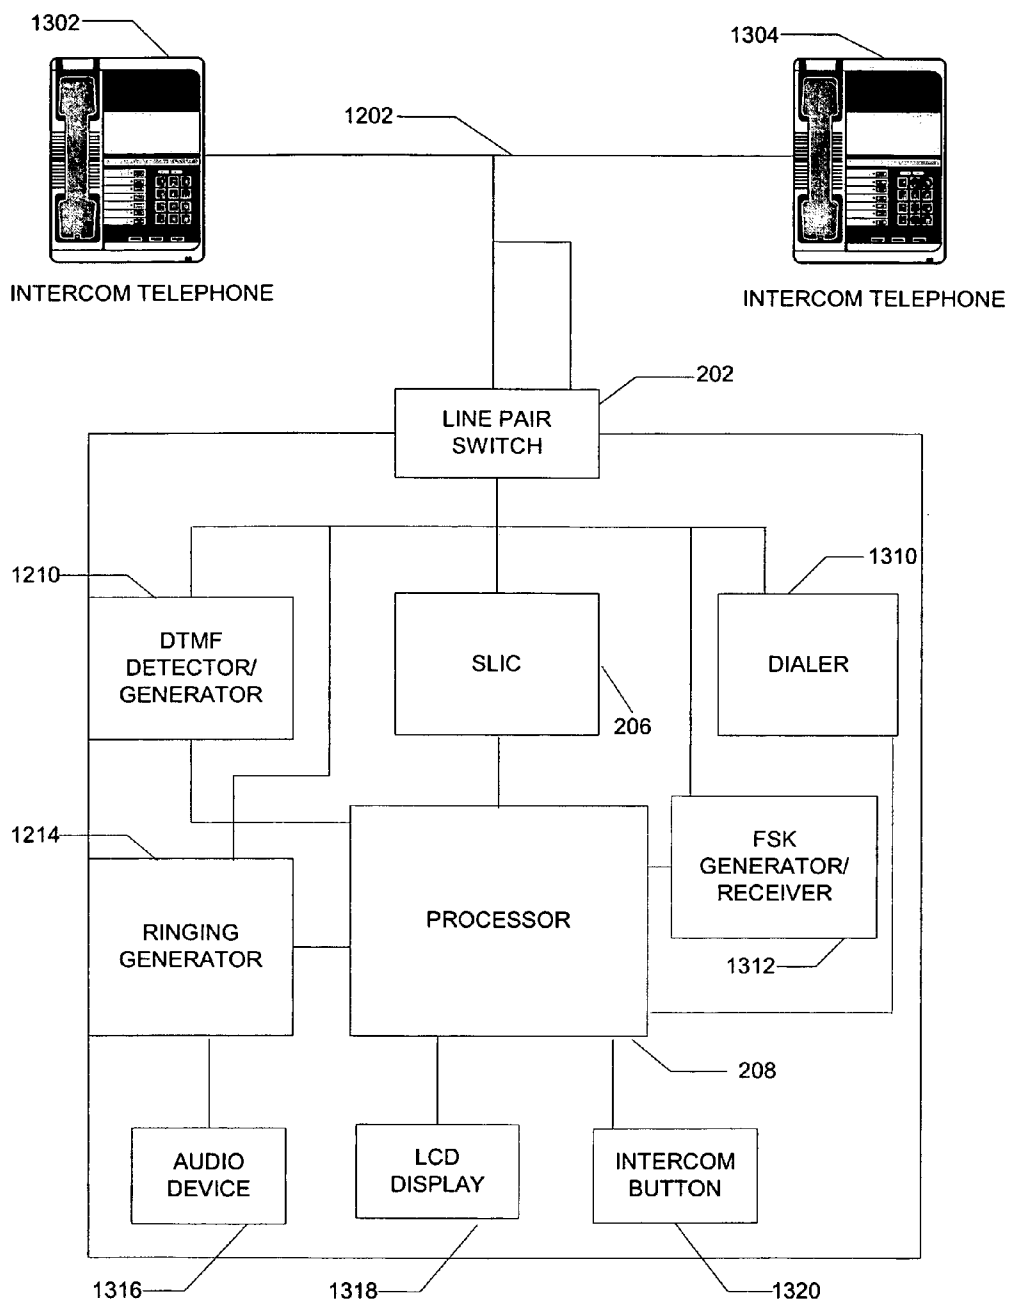 1302
1304
1202
INTERCOM TELEPHONE
INTERCOM TELEPHONE
202
LINE PAIR
SWITCH
1210
1310
DTMF
DETECTOR/
GENERATOR
SLIC
DIALER
206
1214
FSK
GENERATOR/
RECEIVER
RINGING
GENERATOR
PROCESSOR
1312
208
AUDIO
DEVICE
LCD
DISPLAY
INTERCOM
BUTTON
1316
1318
1320